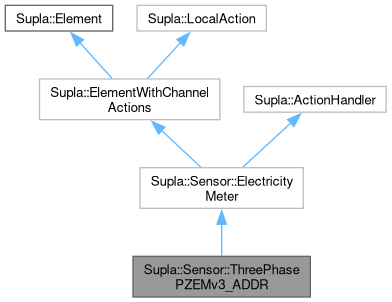 Supla::Element
Supla::LocalAction
Supla::ElementWithChannel
Actions
Supla::ActionHandler
Supla::Sensor::Electricity
Meter
Supla::Sensor::ThreePhase
PZEMv3_ADDR